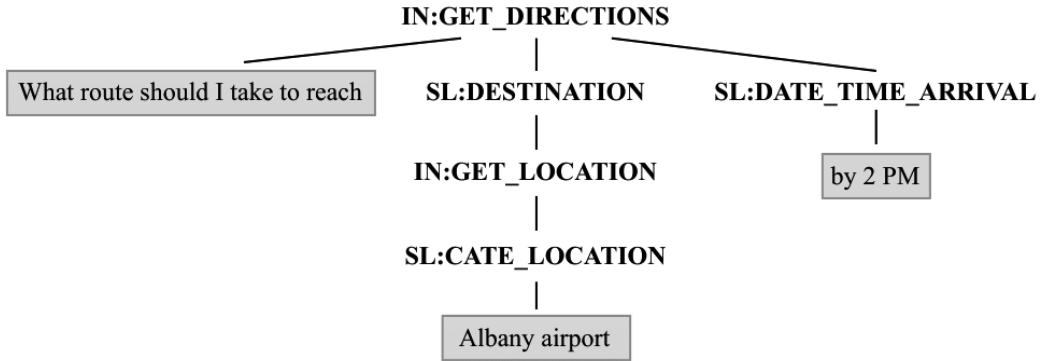 IN:GET_DIRECTIONS
What route should I take to reach
SL:DESTINATION
SL:DATE_TIME_ARRIVAL
IN:GET_LOCATION
by 2 PM
SL:CATE_LOCATION
Albany airport